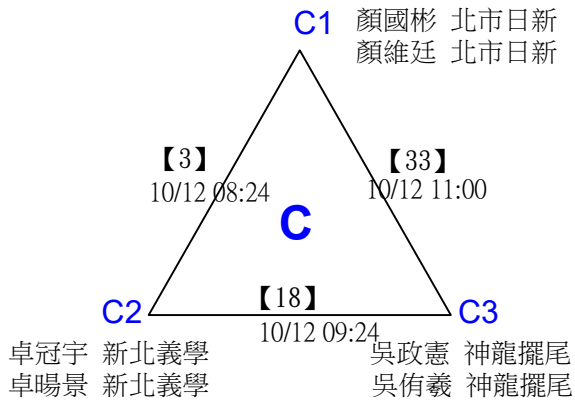 C1
顏國彬 北市日新
顏維廷 北市日新
【3】
10/12 08:24
【33】
10/12 11:00
C
【18】
10/12 09:24
C2
C3
卓冠宇 新北義學
卓暘景 新北義學
吳政憲 神龍擺尾
吳侑羲 神龍擺尾